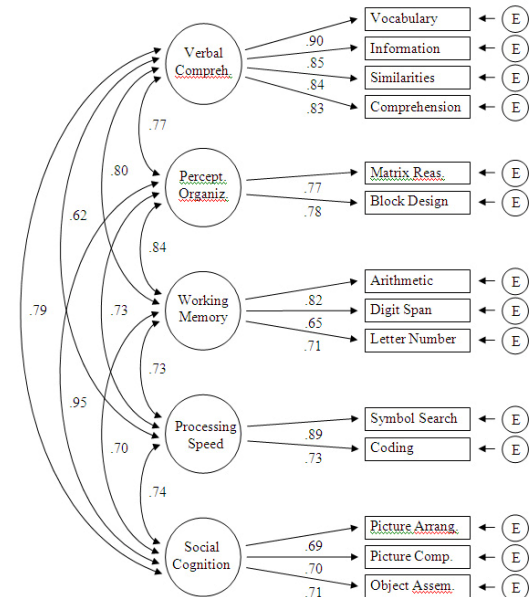 Vocabulary
E
.90
Information
E
Verbal
Compreh.
.85
Similarities
E
.84
Comprehension
E
.83
.77
Matrix Reas.
E
.80
Percept.
Organiz.
.77
Block Design
E
.78
.62
.84
Arithmetic
E
.79
.73
Working
Memory
.82
Digit Span
E
.65
Letter Number
E
.71
.73
.95
Symbol Search
E
Processing
Speed
.89
Coding
E
.70
.73
.74
Picture Arrang.
E
Social
Cognition
.69
Picture Comp.
E
.70
Object Assem.
E
.71